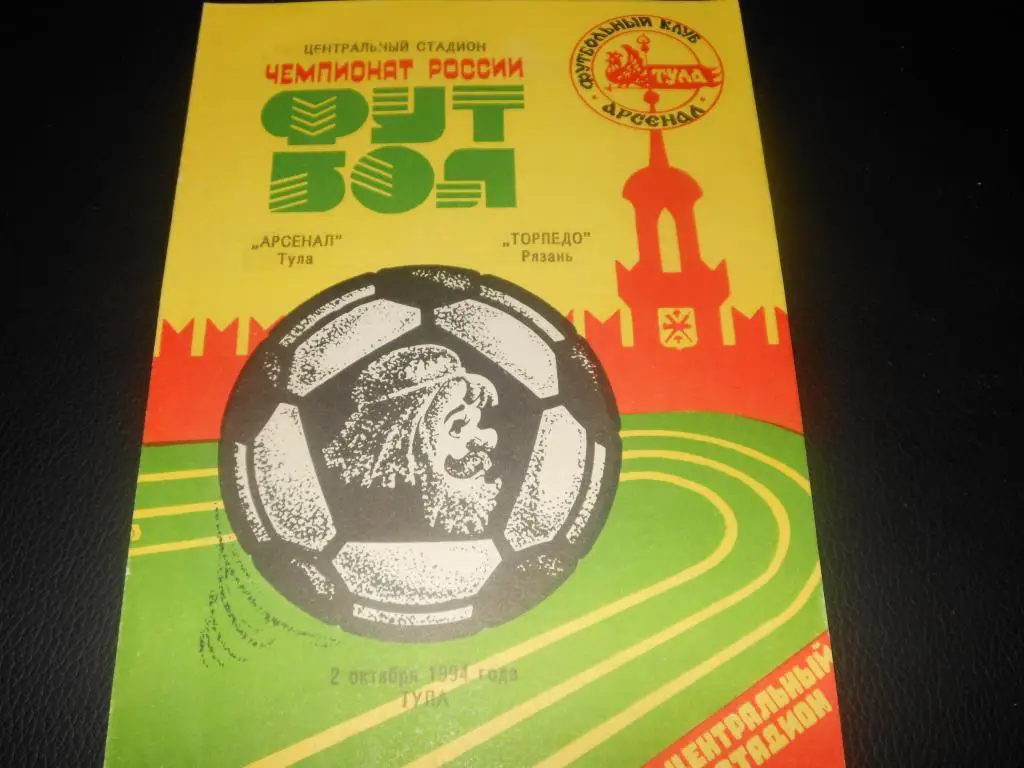 ЦЕНТРАЛЬНЫЙ СТАДИОН
ЧЕМПИОНАТ РОССИИ
ФУТ
БОЛ
ФУТБОЛЬНЫЙ КЛУБ
ТУЛА
АРСЕНАЛ
„АРСЕНАЛ"
Тула
„ТОРПЕДО"
Рязань
2 октября 1994 года
ТУЛА
ЦЕНТРАЛЬНЫЙ
СТАДИОН